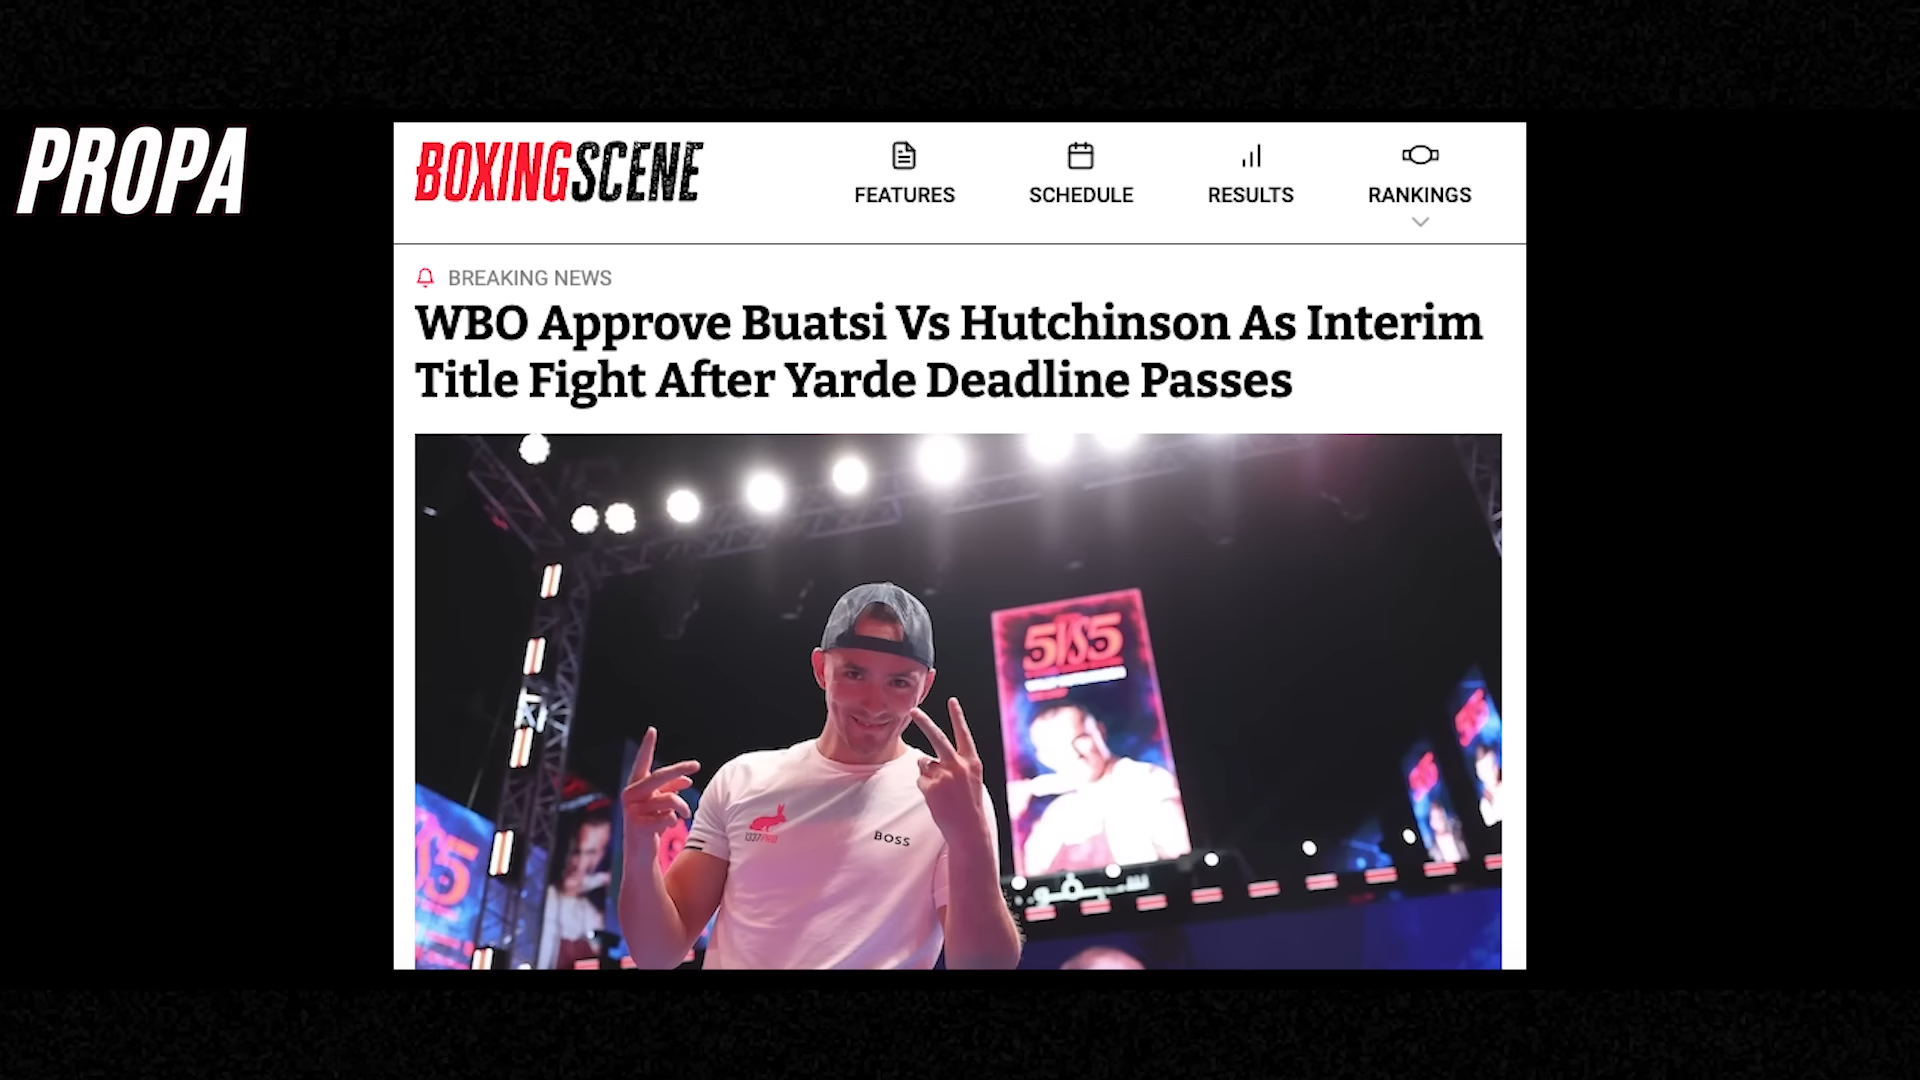 PROPA
BOXINGSCENE
FEATURES
SCHEDULE
RESULTS
RANKINGS
BREAKING NEWS
WBO Approve Buatsi Vs Hutchinson As Interim
Title Fight After Yarde Deadline Passes
5VS5
1337PRO
BOSS